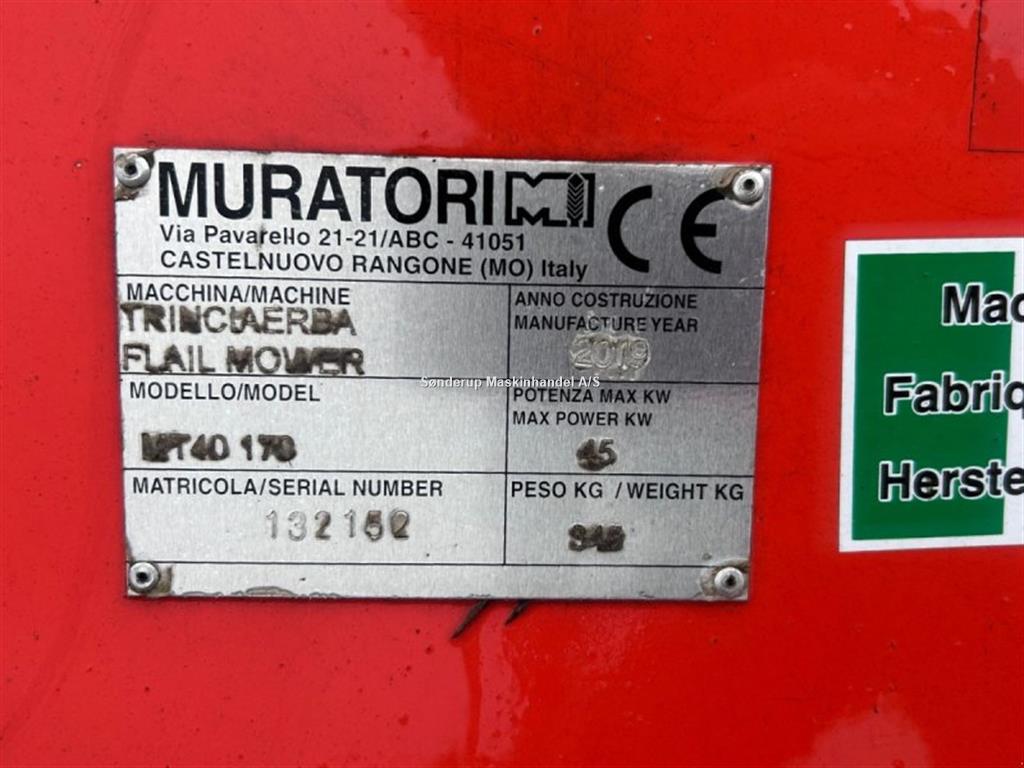 MURATORI
CE
Via Pavarello 21-21/ABC - 41051
CASTELNUOVO RANGONE (MO) Italy
MACCHINA/MACHINE
TRINCIAERBA
FLAIL MOWER
ANNO COSTRUZIONE
MANUFACTURE YEAR
2019
MODELLO/MODEL
MT40 170
POTENZA MAX KW
MAX POWER KW
45
MATRICOLA/SERIAL NUMBER
132152
PESO KG / WEIGHT KG
Sønderup Maskinhandel A/S
Mac
Fabriq
Herste